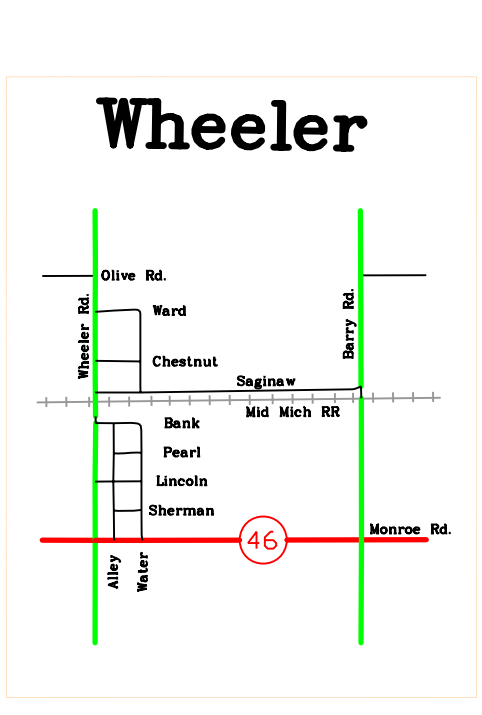 Wheeler
Olive Rd.
Wheeler Rd.
Ward
Barry Rd.
Chestnut
Saginaw
Mid Mich RR
Bank
Pearl
Lincoln
Sherman
Monroe Rd.
46
Alley
Water